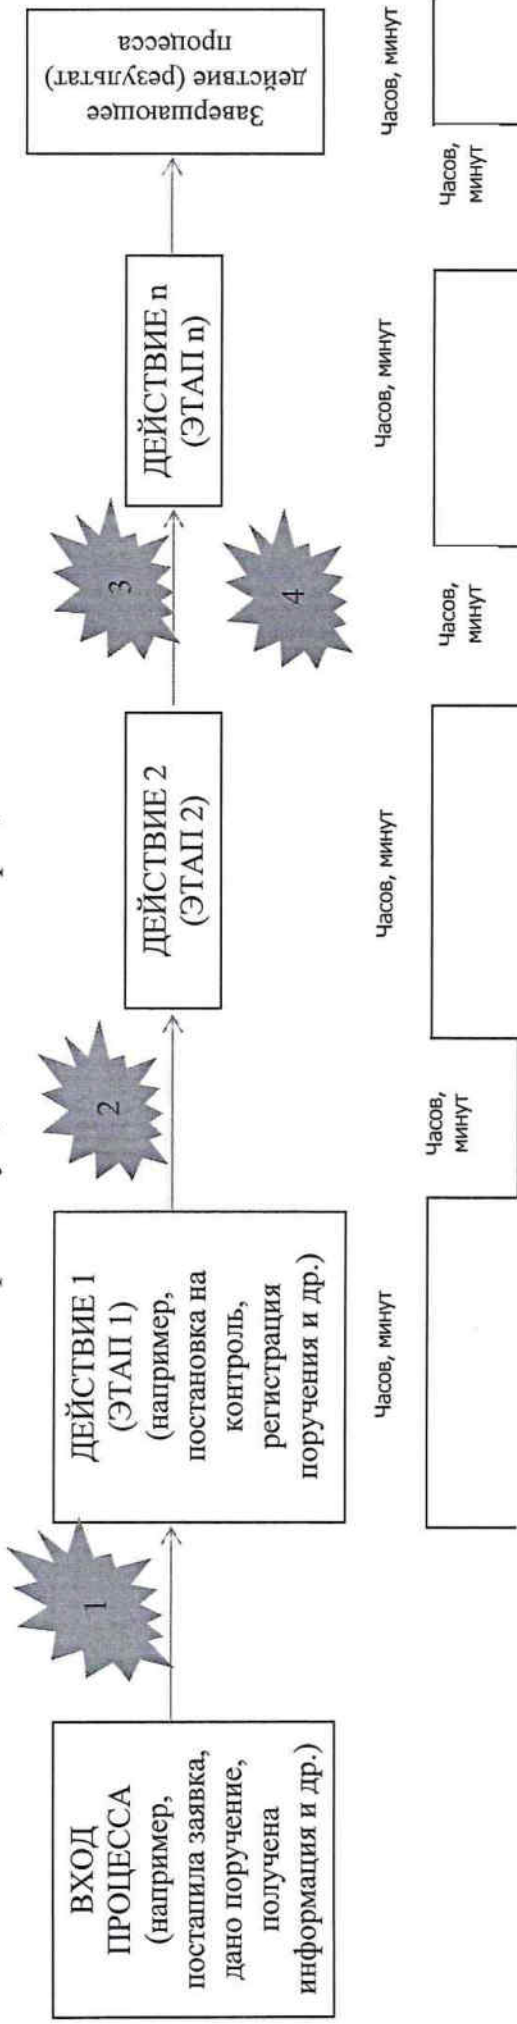 ВХОД
ПРОЦЕССА
(например,
постапила заявка,
дано поручение,
получена
информация и др.)
1
ДЕЙСТВИЕ 1
(ЭТАП 1)
(например,
постановка на
контроль,
регистрация
поручения и др.)
2
ДЕЙСТВИЕ 2
(ЭТАП 2)
3
4
ДЕЙСТВИЕ n
(ЭТАП n)
Завершающее
действие (результат)
процесса
Часов, минут
Часов,
минут
Часов, минут
Часов,
минут
Часов, минут
Часов,
минут
Часов, минут